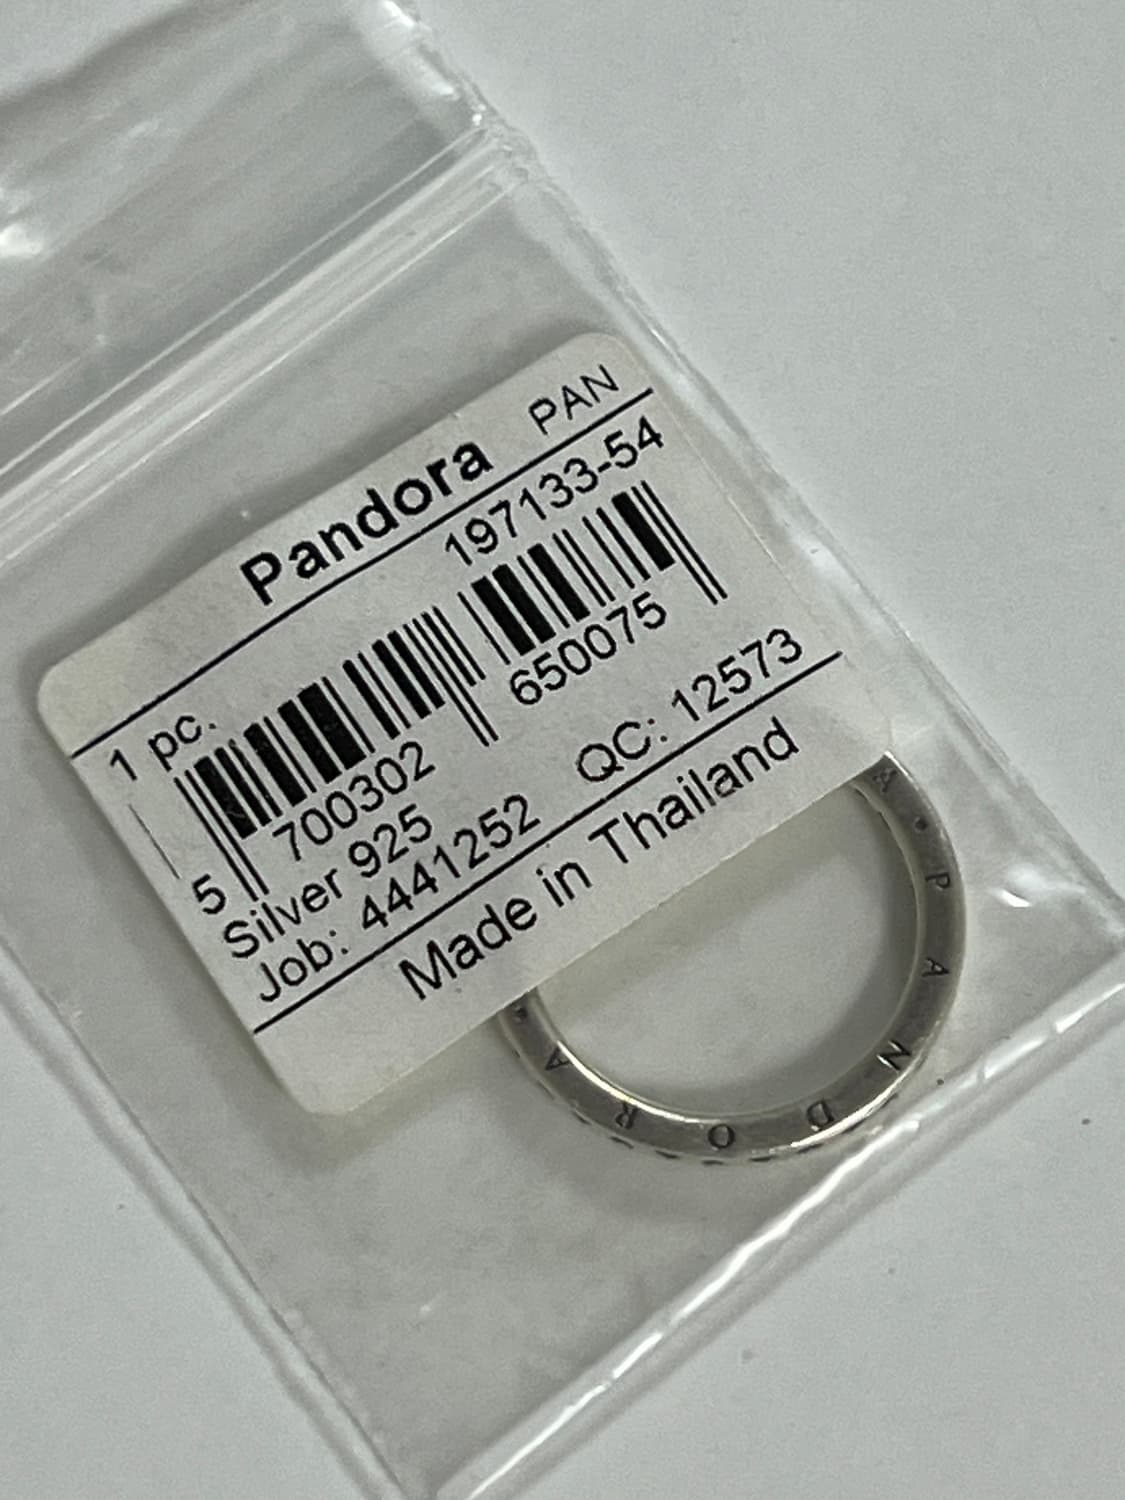 Pandora PAN
1 pc. 197133-54
5 700302 650075
Silver 925
Job: 4441252 QC: 12573
Made in Thailand
A • PANDORA •